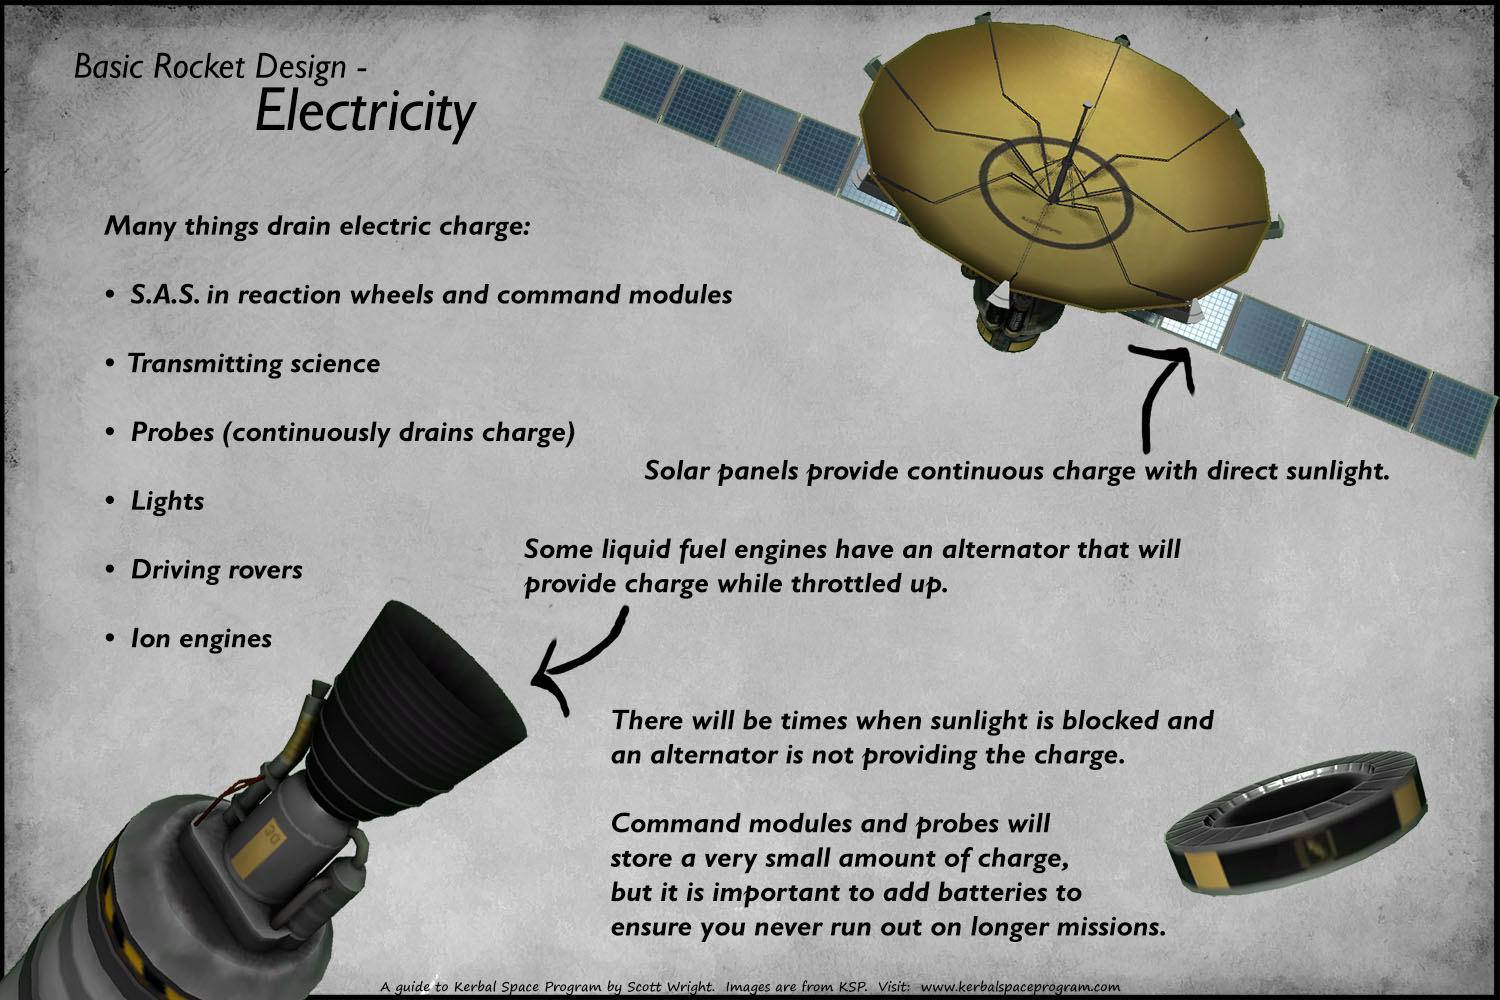 Basic Rocket Design -
Electricity
Many things drain electric charge:
• S.A.S. in reaction wheels and command modules
• Transmitting science
• Probes (continuously drains charge)
• Lights
• Driving rovers
• Ion engines
Solar panels provide continuous charge with direct sunlight.
Some liquid fuel engines have an alternator that will
provide charge while throttled up.
There will be times when sunlight is blocked and
an alternator is not providing the charge.
Command modules and probes will
store a very small amount of charge,
but it is important to add batteries to
ensure you never run out on longer missions.
A guide to Kerbal Space Program by Scott Wright. Images are from KSP. Visit: www.kerbalspaceprogram.com